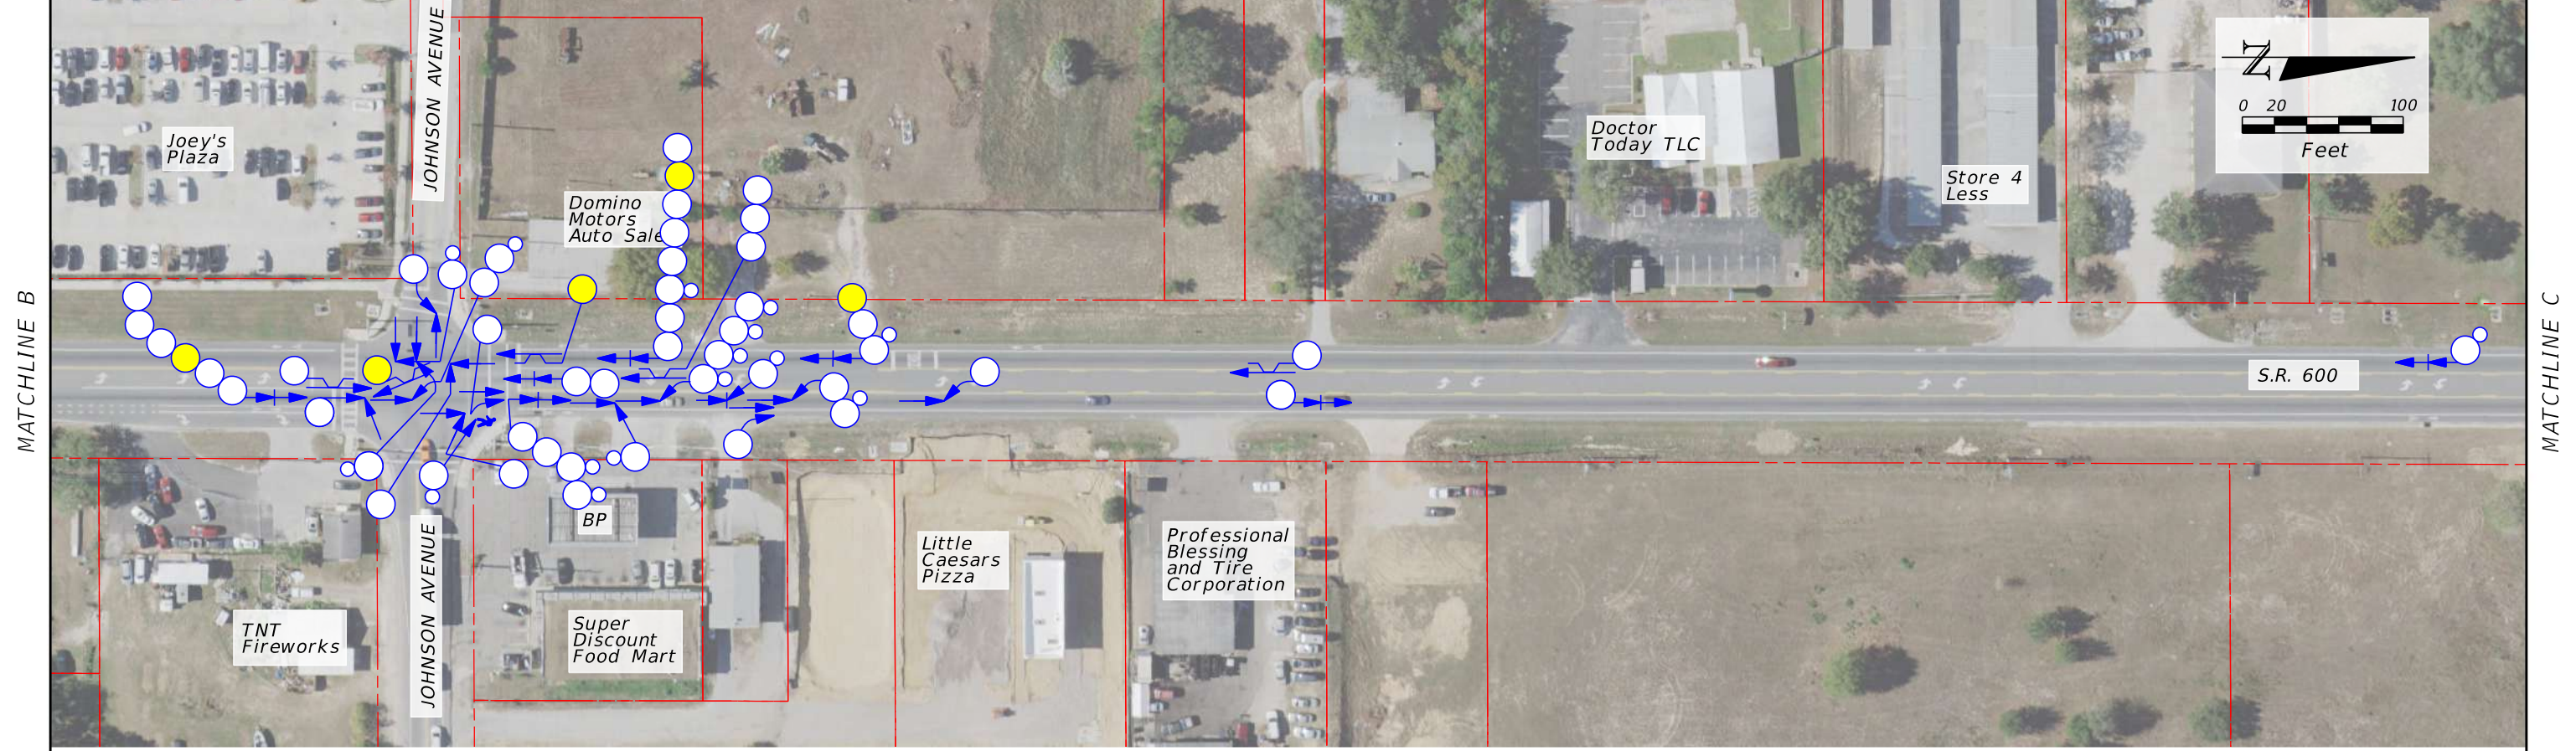 MATCHLINE B
JOHNSON AVENUE
Joey's
Plaza
Domino
Motors
Auto Sale
Doctor
Today TLC
Store 4
Less
N
0 20 100
Feet
S.R. 600
MATCHLINE C
TNT
Fireworks
JOHNSON AVENUE
BP
Super
Discount
Food Mart
Little
Caesars
Pizza
Professional
Blessing
and Tire
Corporation